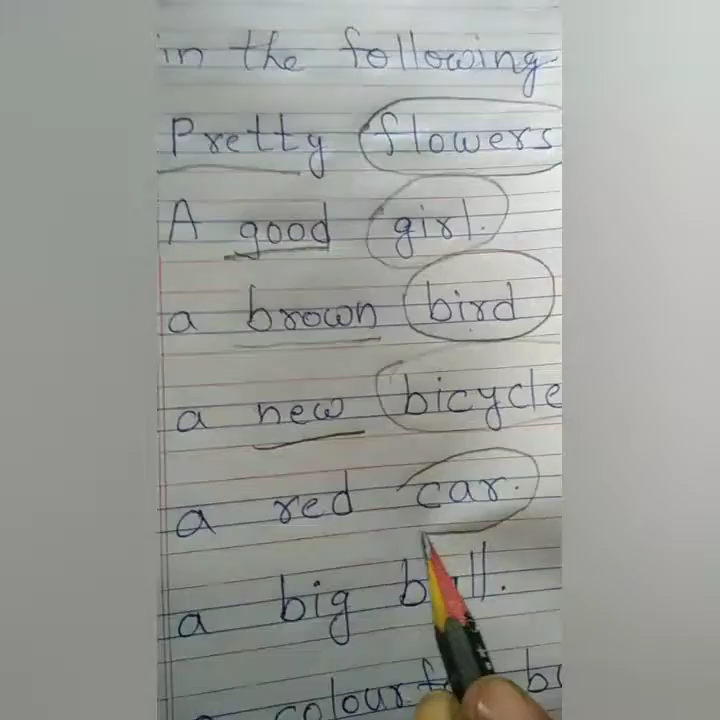 in the following
Pretty flowers
A good girl.
a brown bird
a new bicycle
a red car.
a big ball.